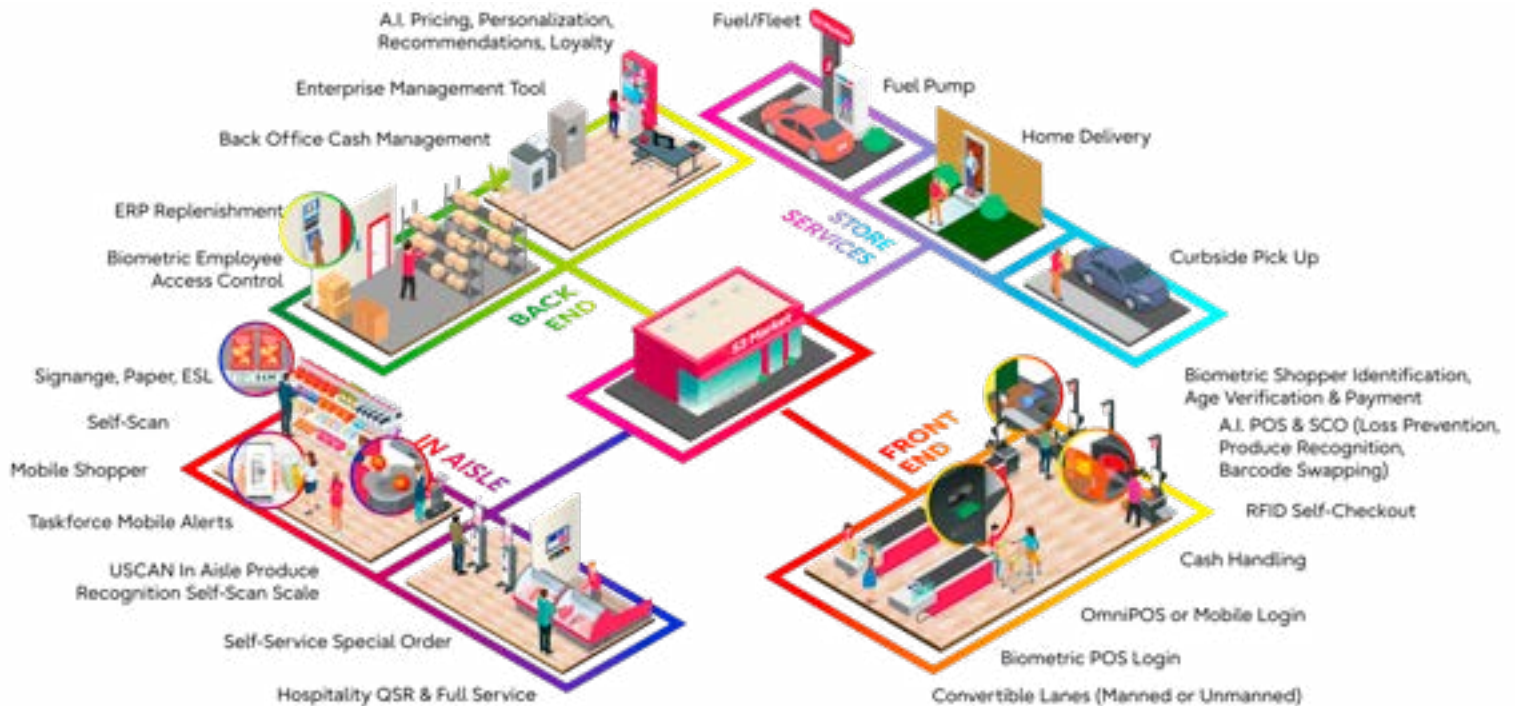 A.I. Pricing, Personalization,
Recommendations, Loyalty
Enterprise Management Tool
Back Office Cash Management
ERP Replenishment
Biometric Employee
Access Control
BACK
END
Fuel/Fleet
Fuel Pump
Home Delivery
Curbside Pick Up
STORE
SERVICES
S3 Market
Signange, Paper, ESL
Self-Scan
Mobile Shopper
Taskforce Mobile Alerts
USCAN In Aisle Produce
Recognition Self-Scan Scale
Self-Service Special Order
Hospitality QSR & Full Service
IN AISLE
FRONT
END
Biometric Shopper Identification,
Age Verification & Payment
A.I. POS & SCO (Loss Prevention,
Produce Recognition,
Barcode Swapping)
RFID Self-Checkout
Cash Handling
OmniPOS or Mobile Login
Biometric POS Login
Convertible Lanes (Manned or Unmanned)